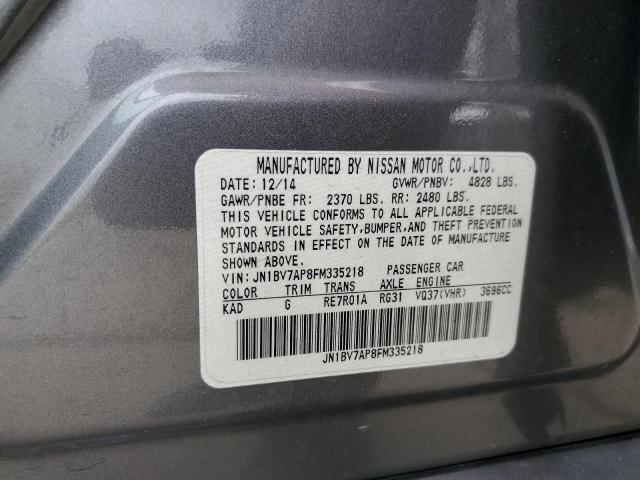 MANUFACTURED BY NISSAN MOTOR CO.,LTD.
DATE: 12/14 GVWR/PNBV: 4828 LBS.
GAWR/PNBE FR: 2370 LBS. RR: 2480 LBS.
THIS VEHICLE CONFORMS TO ALL APPLICABLE FEDERAL
MOTOR VEHICLE SAFETY,BUMPER,AND THEFT PREVENTION
STANDARDS IN EFFECT ON THE DATE OF MANUFACTURE
SHOWN ABOVE.
VIN: JN1BV7AP8FM335218 PASSENGER CAR
COLOR TRIM TRANS AXLE ENGINE
KAD G RE7R01A RG31 VQ37(VHR) 3696CC
JN1BV7AP8FM335218